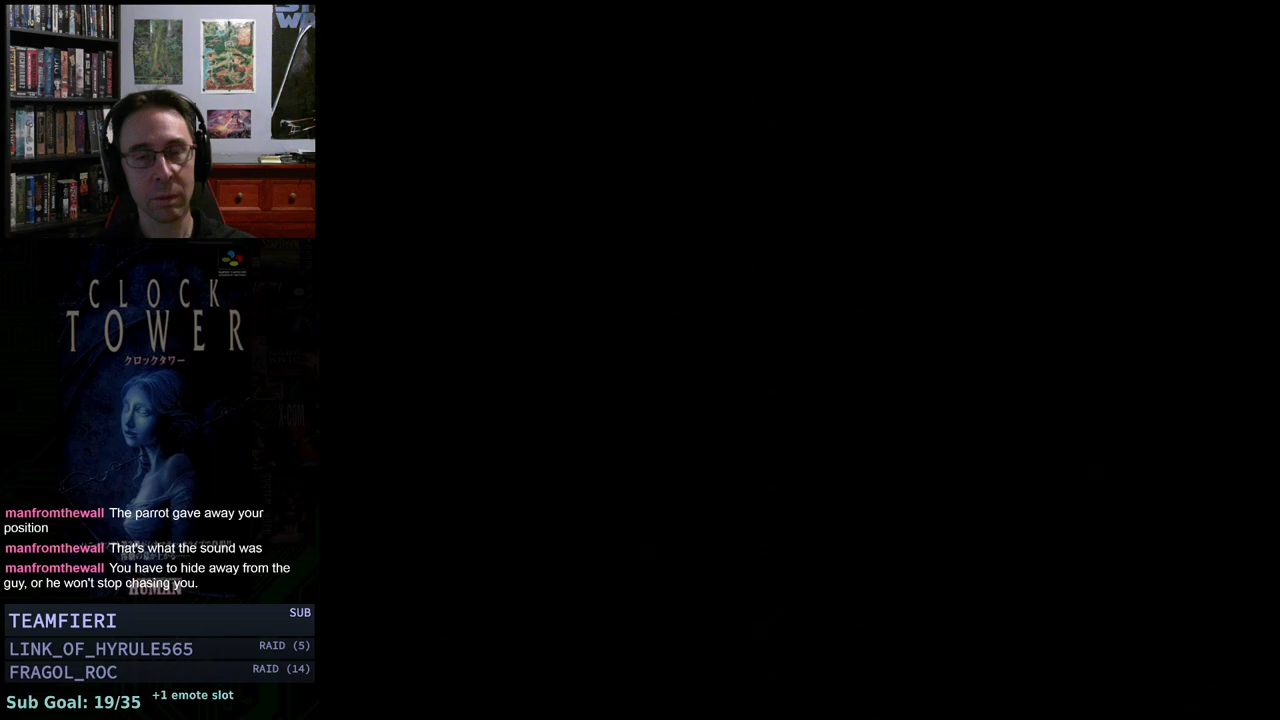 CLOCK
TOWER
クロックタワー
manfromthewall The parrot gave away your
position
manfromthewall That's what the sound was
manfromthewall You have to hide away from the
guy, or he won't stop chasing you.
HUMAN
TEAMFIERI SUB
LINK_OF_HYRULE565 RAID (5)
FRAGOL_ROC RAID (14)
Sub Goal: 19/35 +1 emote slot